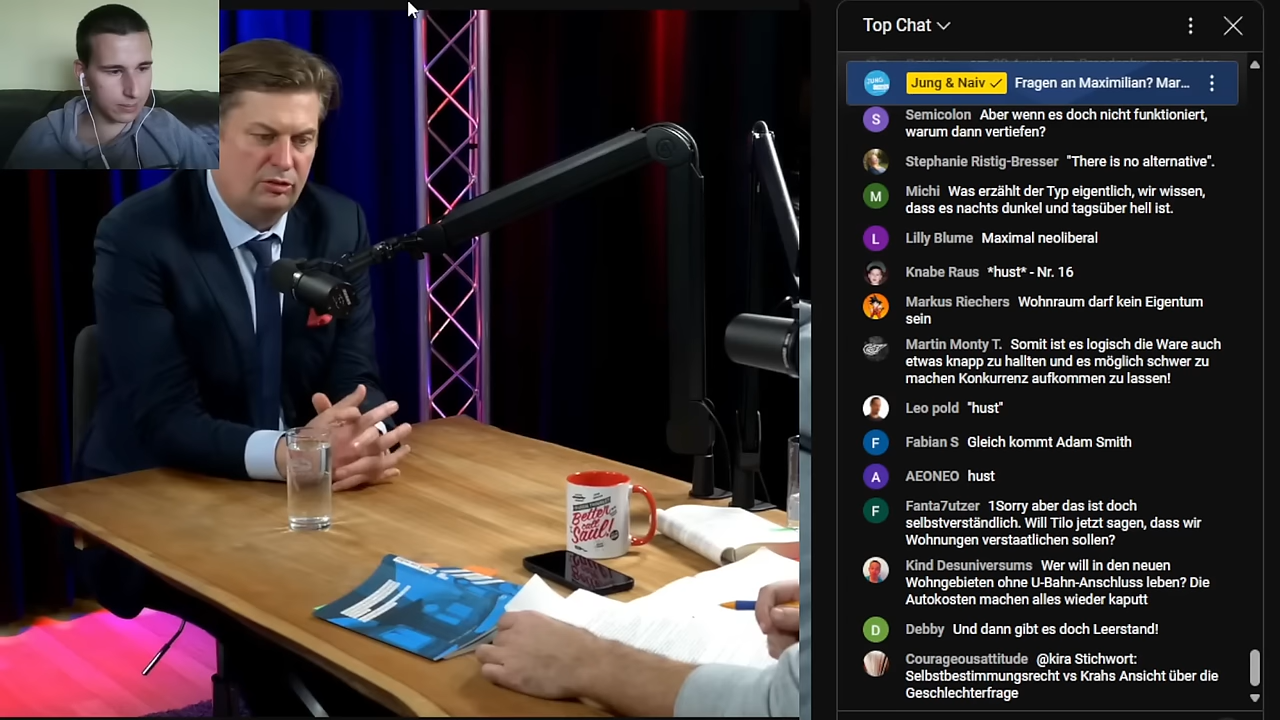 Top Chat
Jung & Naiv Fragen an Maximilian? Mar...
S Semicolon Aber wenn es doch nicht funktioniert,
warum dann vertiefen?
Stephanie Ristig-Bresser "There is no alternative".
M Michi Was erzählt der Typ eigentlich, wir wissen,
dass es nachts dunkel und tagsüber hell ist.
L Lilly Blume Maximal neoliberal
Knabe Raus *hust* - Nr. 16
Markus Riechers Wohnraum darf kein Eigentum
sein
Martin Monty T. Somit ist es logisch die Ware auch
etwas knapp zu hallten und es möglich schwer zu
machen Konkurrenz aufkommen zu lassen!
Leo pold "hust"
F Fabian S Gleich kommt Adam Smith
A AEONEO hust
F Fanta7utzer 1Sorry aber das ist doch
selbstverständlich. Will Tilo jetzt sagen, dass wir
Wohnungen verstaatlichen sollen?
Kind Desuniversums Wer will in den neuen
Wohngebieten ohne U-Bahn-Anschluss leben? Die
Autokosten machen alles wieder kaputt
D Debby Und dann gibt es doch Leerstand!
Courageousattitude @kira Stichwort:
Selbstbestimmungsrecht vs Krahs Ansicht über die
Geschlechterfrage
Better
call
Saul!